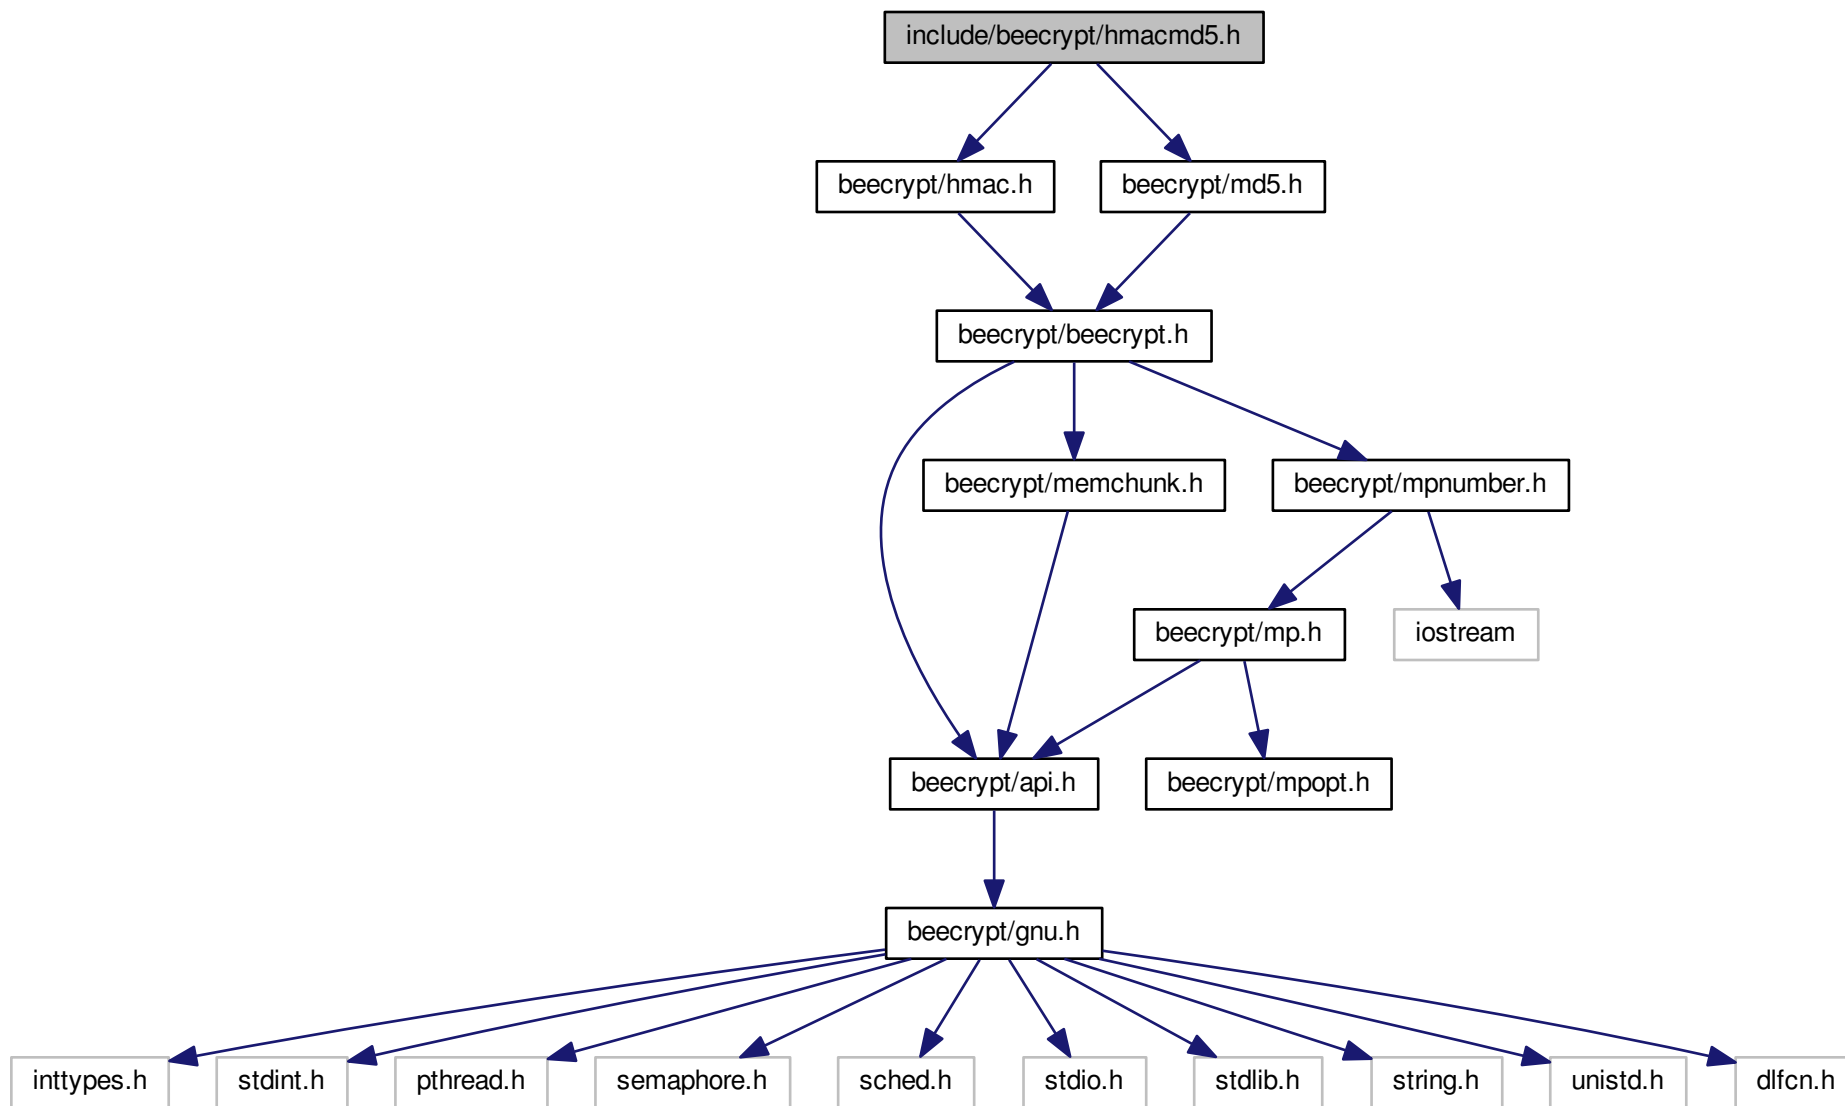 include/beecrypt/hmacmd5.h
beecrypt/hmac.h
beecrypt/md5.h
beecrypt/beecrypt.h
beecrypt/memchunk.h
beecrypt/mpnumber.h
beecrypt/mp.h
iostream
beecrypt/api.h
beecrypt/mpopt.h
beecrypt/gnu.h
inttypes.h
stdint.h
pthread.h
semaphore.h
sched.h
stdio.h
stdlib.h
string.h
unistd.h
dlfcn.h